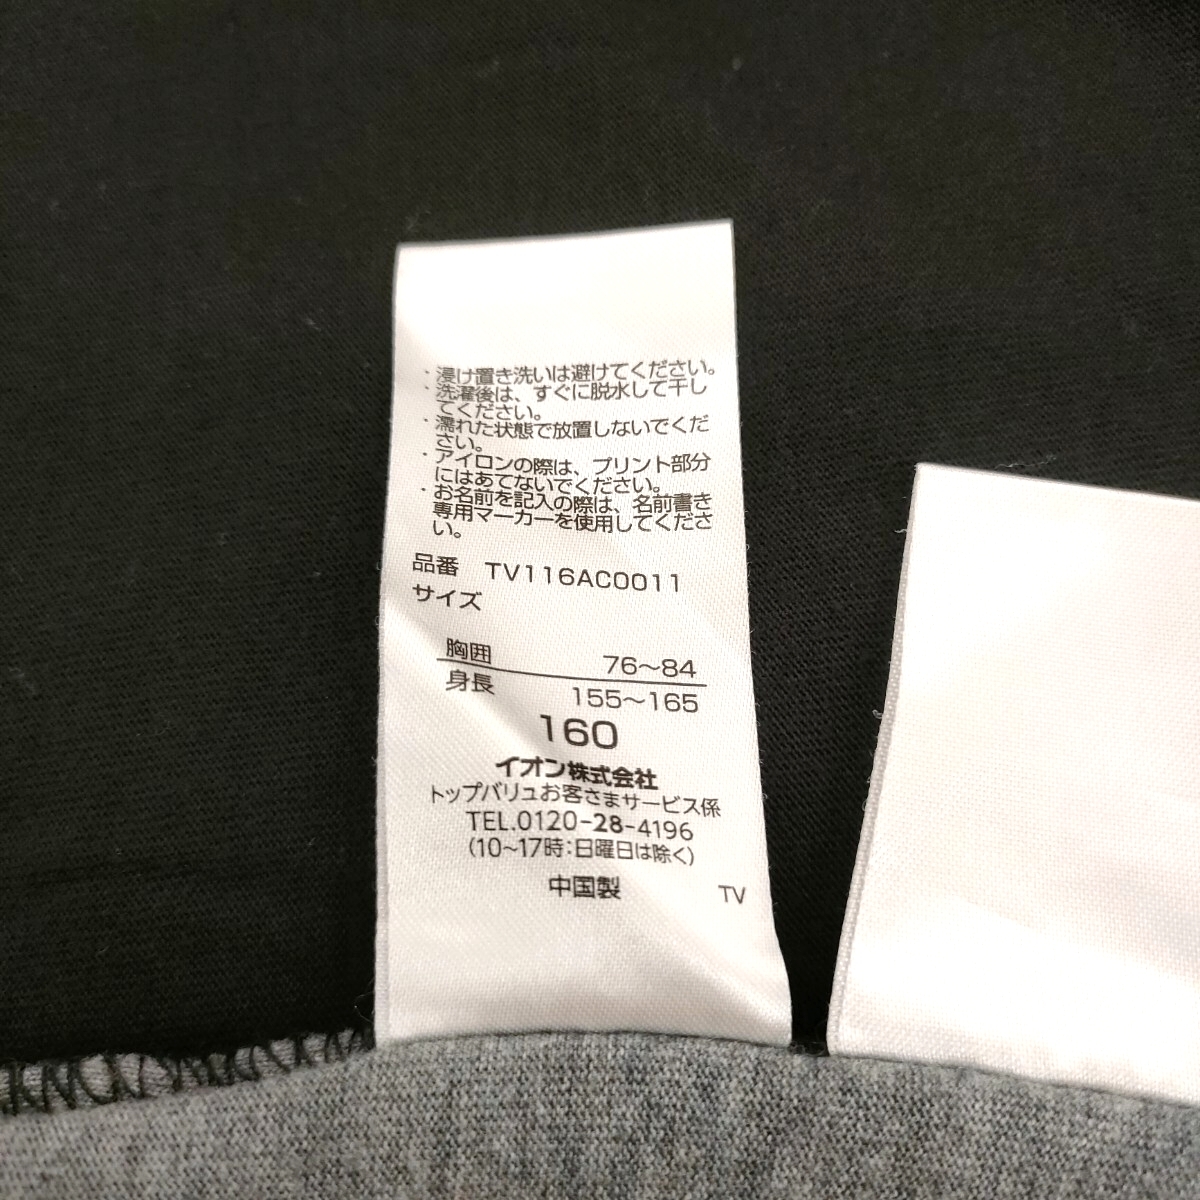 ・浸け置き洗いは避けてください。
・洗濯後は、すぐに脱水して干し
てください。
・濡れた状態で放置しないでくだ
さい。
・アイロンの際は、プリント部分
にはあてないでください。
・お名前を記入の際は、名前書き
専用マーカーを使用してくださ
い。
品番 TV116AC0011
サイズ
胸囲 76～84
身長 155～165
160
イオン株式会社
トップバリュお客さまサービス係
TEL.0120-28-4196
(10～17時:日曜日は除く)
中国製 TV